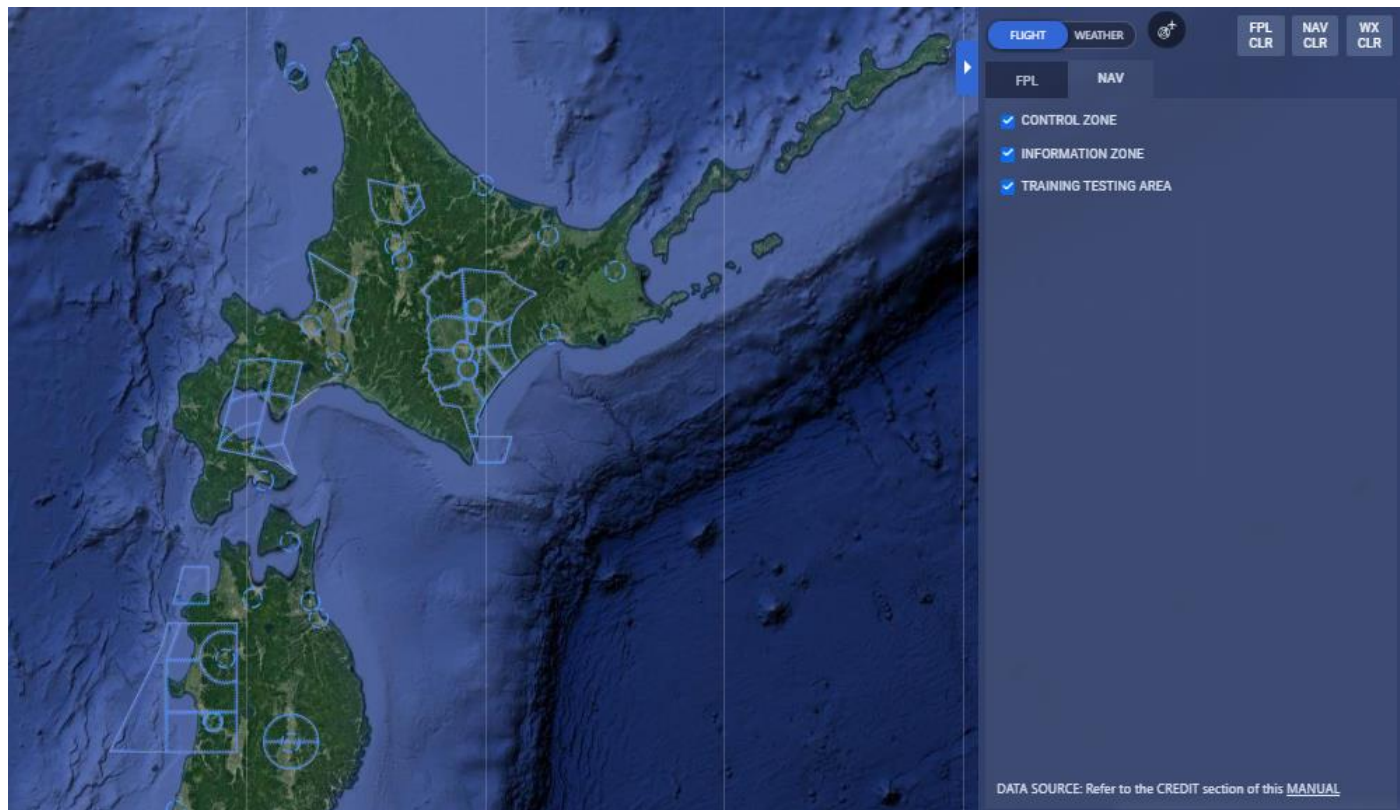 FLIGHT
WEATHER
FPL
CLR
NAV
CLR
WX
CLR
FPL
NAV
CONTROL ZONE
INFORMATION ZONE
TRAINING TESTING AREA
DATA SOURCE: Refer to the CREDIT section of this MANUAL